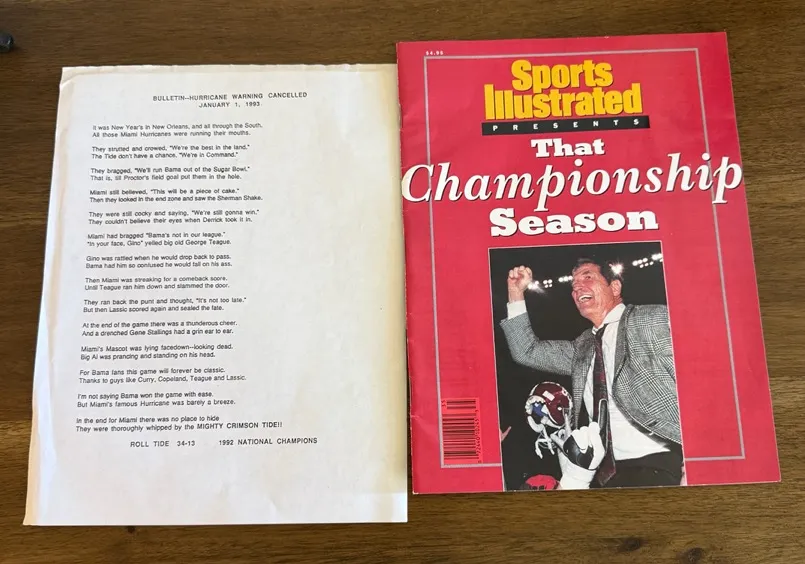 BULLETIN--HURRICANE WARNING CANCELLED
JANUARY 1, 1993
It was New Year's in New Orleans, and all through the South.
All those Miami Hurricanes were running their mouths.
They strutted and crowed, "We're the best in the land."
The Tide don't have a chance, "We're in Command."
They bragged, "We'll run Bama out of the Sugar Bowl."
That is, till Proctor's field goal put them in the hole.
Miami still believed, "This will be a piece of cake."
Then they looked in the end zone and saw the Sherman Shake.
They were still cocky and saying, "We're still gonna win."
They couldn't believe their eyes when Derrick took it in.
Miami had bragged "Bama's not in our league."
"In your face, Gino" yelled big old George Teague.
Gino was rattled when he would drop back to pass.
Bama had him so confused he would fall on his ass.
Then Miami was streaking for a comeback score.
Until Teague ran him down and slammed the door.
They ran back the punt and thought, "It's not too late."
But then Lassic scored again and sealed the fate.
At the end of the game there was a thunderous cheer.
And a drenched Gene Stallings had a grin ear to ear.
Miami's Mascot was lying facedown--looking dead.
Big Al was prancing and standing on his head.
For Bama fans this game will forever be classic.
Thanks to guys like Curry, Copeland, Teague and Lassic.
I'm not saying Bama won the game with ease.
But Miami's famous Hurricane was barely a breeze.
In the end for Miami there was no place to hide
They were thoroughly whipped by the MIGHTY CRIMSON TIDE!!
ROLL TIDE 34-13 1992 NATIONAL CHAMPIONS
$4.95
Sports
Illustrated
PRESENTS
That
Championship
Season